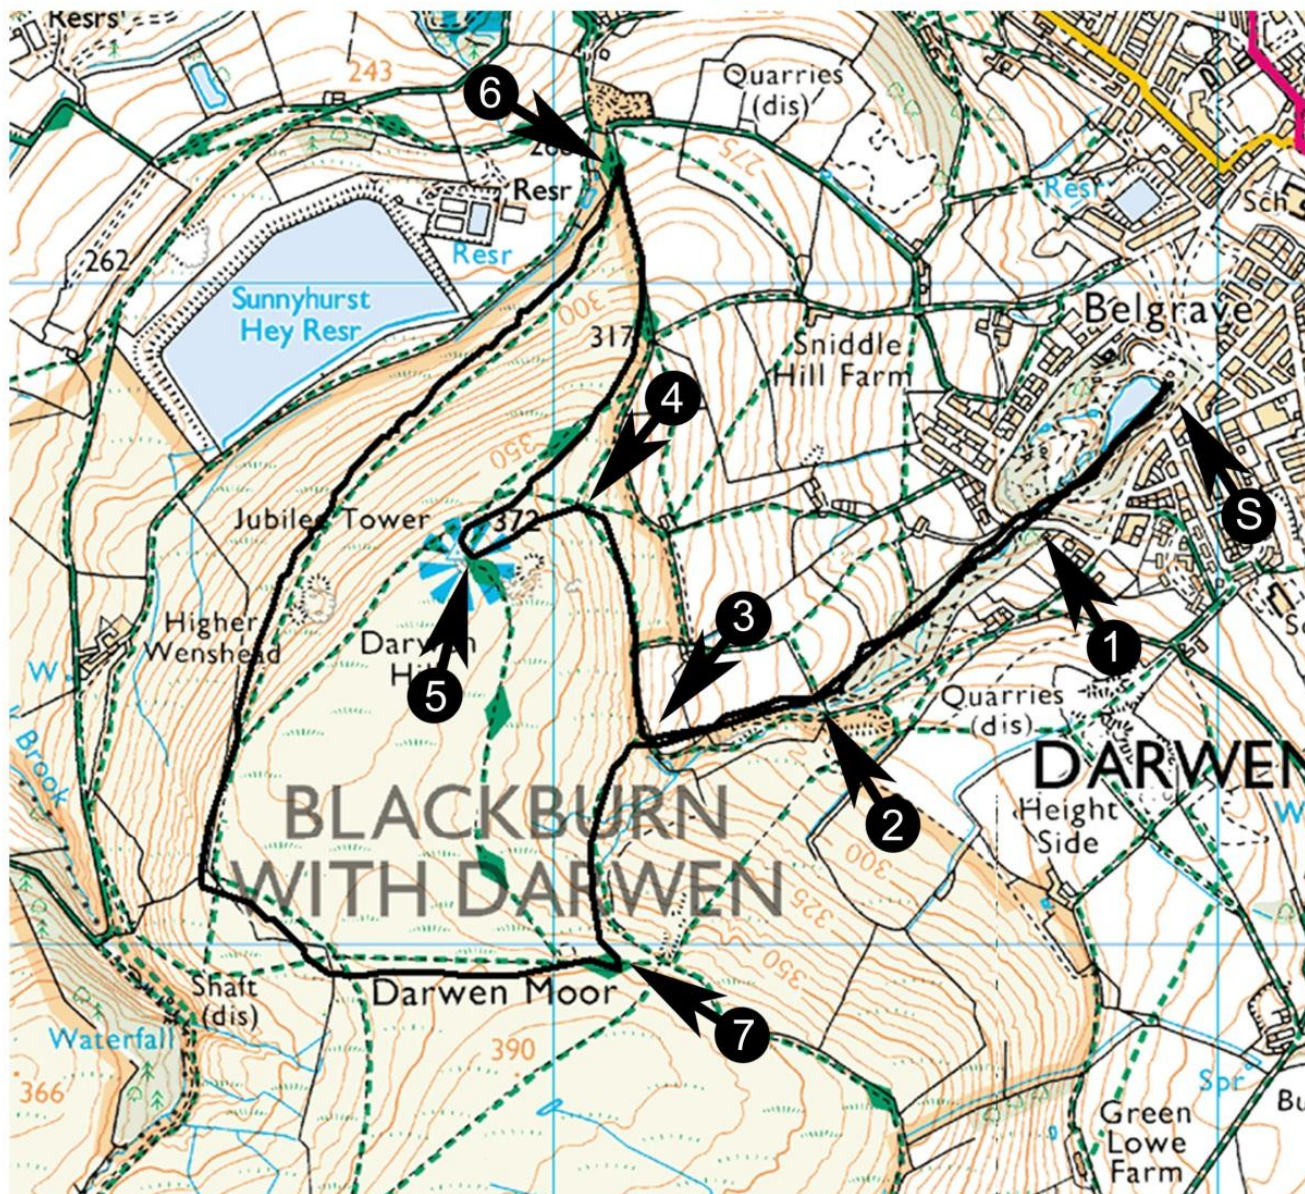 Resrs
243
6
Quarries
(dis)
275
Resr
Sch
Resr
262
Resr
Sunnyhurst
Hey Resr
Belgrave
300
317
Sniddle
Hill Farm
4
350
S
Jubilee Tower
372
3
1
Higher
Wenshead
W
Darwen
5
Quarries
(dis)
Brook
DARWEN
W
2
Height
Side
BLACKBURN
WITH DARWEN
300
325
350
Shaft
(dis)
Darwen Moor
7
Waterfall
390
366
Spr
Green
Lowe
Farm